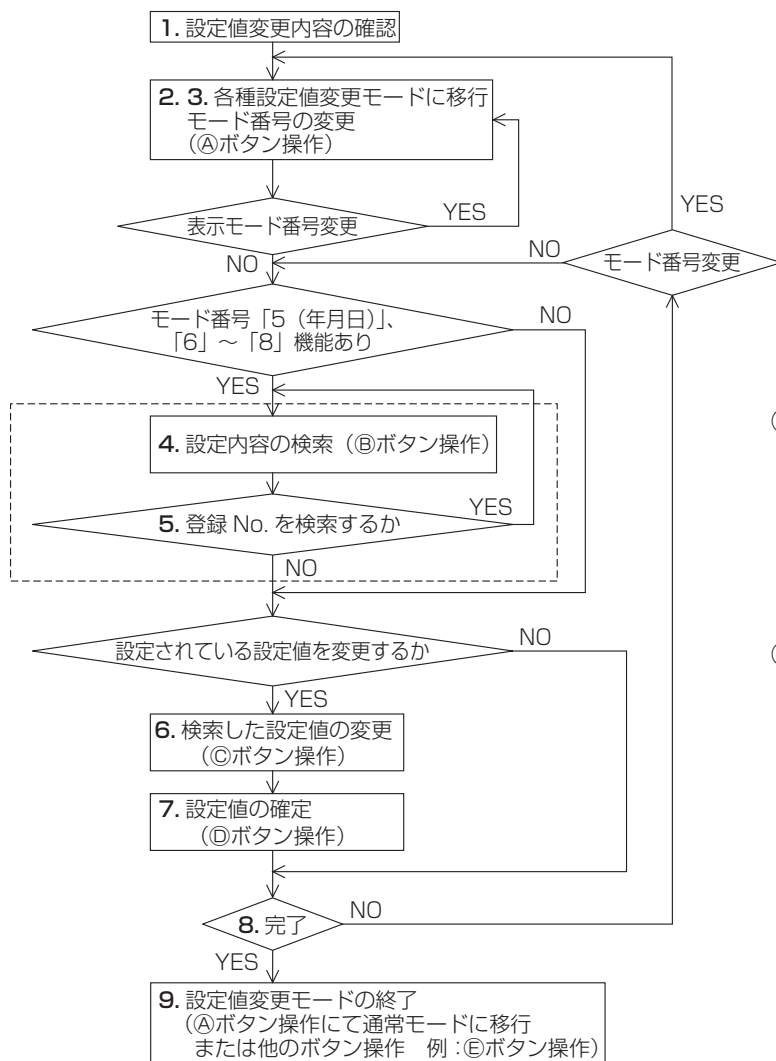 1. 設定値変更内容の確認
2. 3. 各種設定値変更モードに移行
モード番号の変更
(Ⓐボタン操作)
表示モード番号変更
YES
NO
モード番号変更
YES
NO
モード番号「5（年月日）」、
「6」～「8」機能あり
NO
YES
4. 設定内容の検索（Ⓑボタン操作）
5. 登録 No. を検索するか
YES
NO
設定されている設定値を変更するか
NO
YES
6. 検索した設定値の変更
（Ⓒボタン操作）
7. 設定値の確定
（Ⓓボタン操作）
8. 完了
NO
YES
9. 設定値変更モードの終了
（Ⓐボタン操作にて通常モードに移行
または他のボタン操作　例：Ⓔボタン操作）